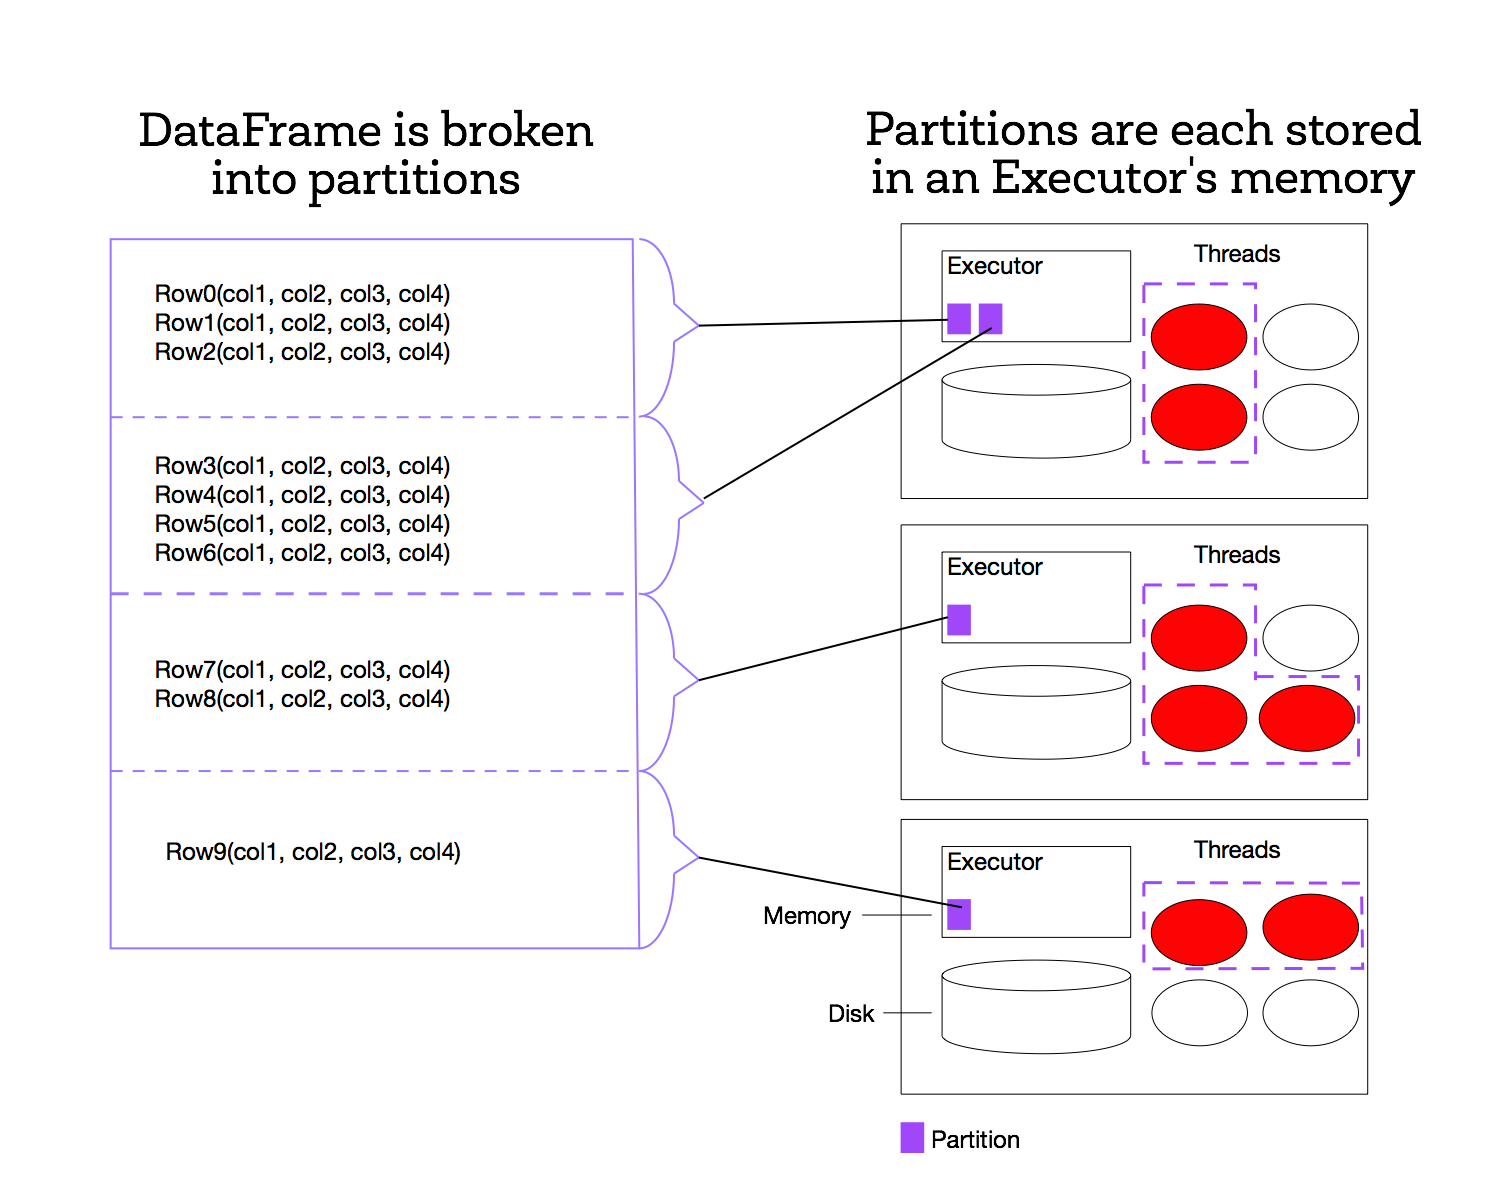 DataFrame is broken
into partitions
Row0(col1, col2, col3, col4)
Row1(col1, col2, col3, col4)
Row2(col1, col2, col3, col4)
Row3(col1, col2, col3, col4)
Row4(col1, col2, col3, col4)
Row5(col1, col2, col3, col4)
Row6(col1, col2, col3, col4)
Row7(col1, col2, col3, col4)
Row8(col1, col2, col3, col4)
Row9(col1, col2, col3, col4)
Partitions are each stored
in an Executor's memory
Executor
Threads
Executor
Threads
Executor
Threads
Memory
Disk
Partition